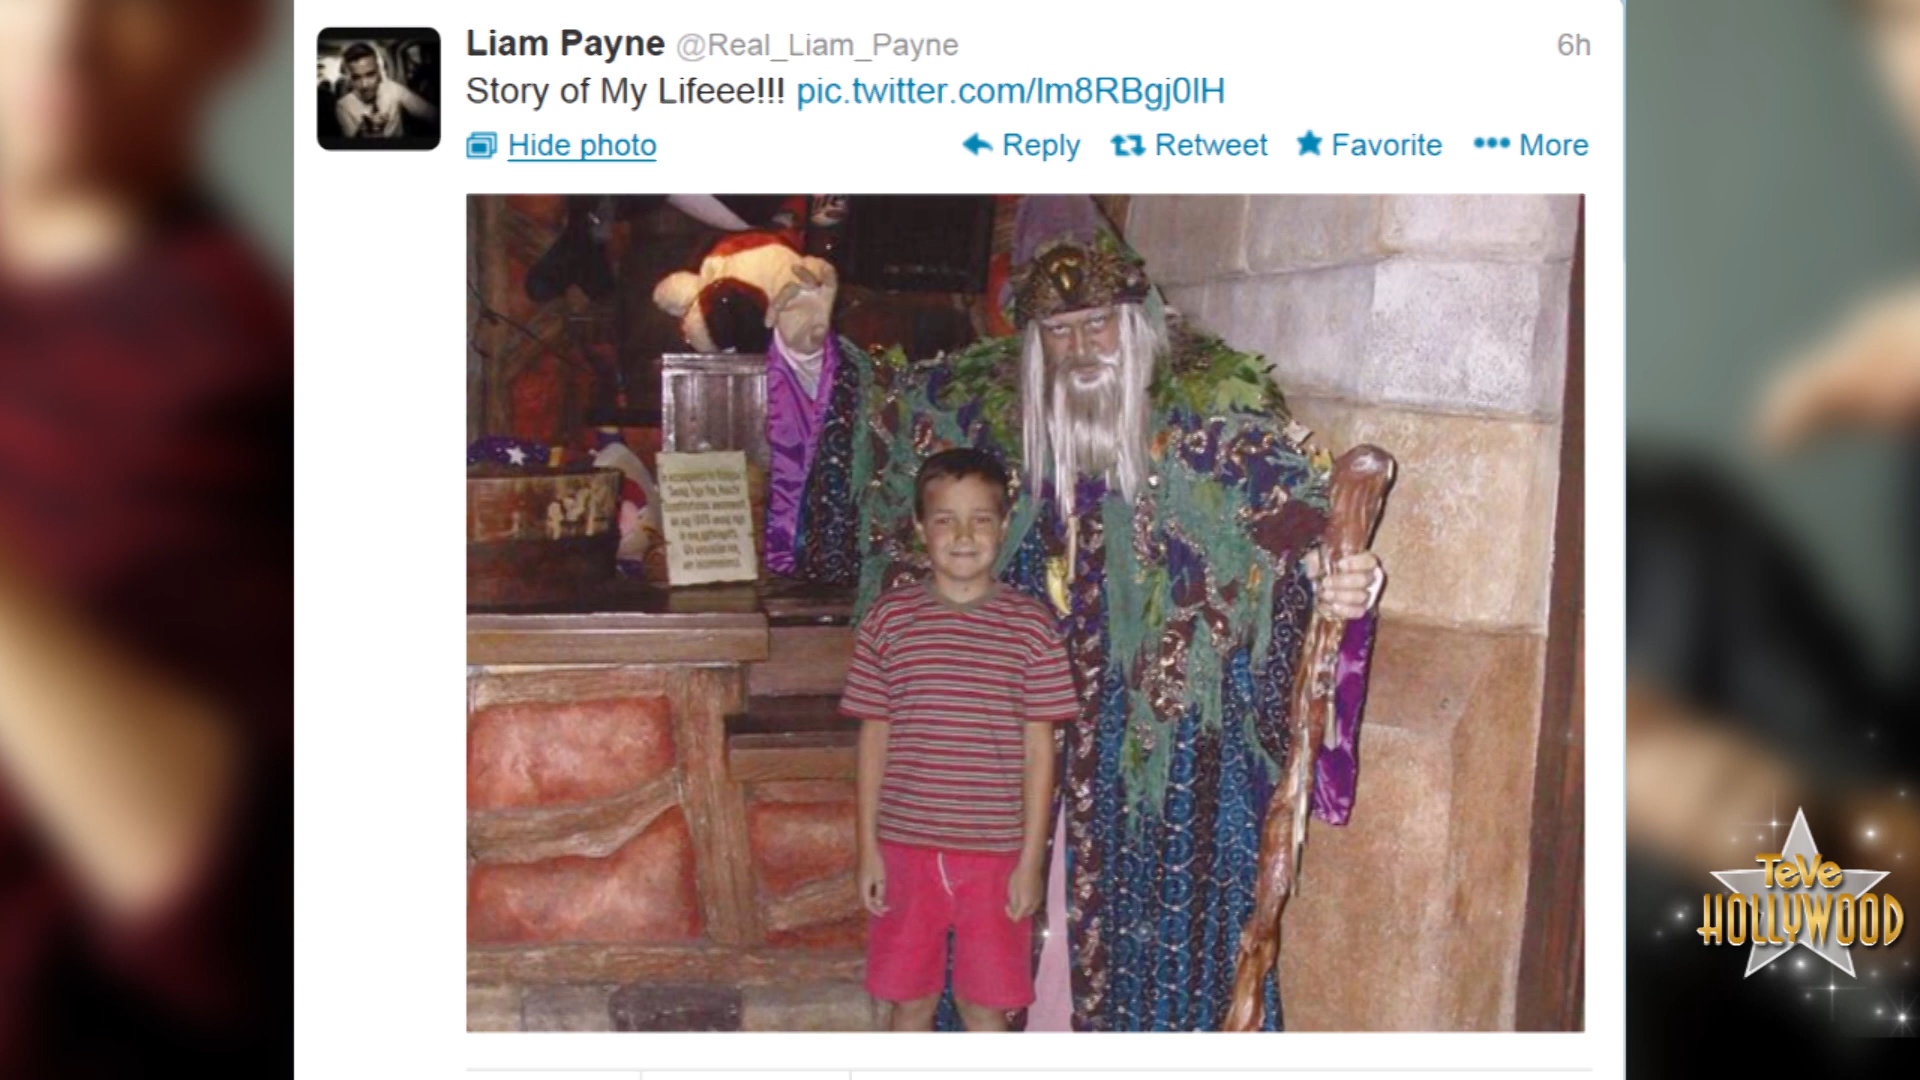 Liam Payne @Real_Liam_Payne 6h
Story of My Lifeee!!! pic.twitter.com/lm8RBgj0lH
Hide photo Reply Retweet Favorite More
TeVe
HOLLYWOOD